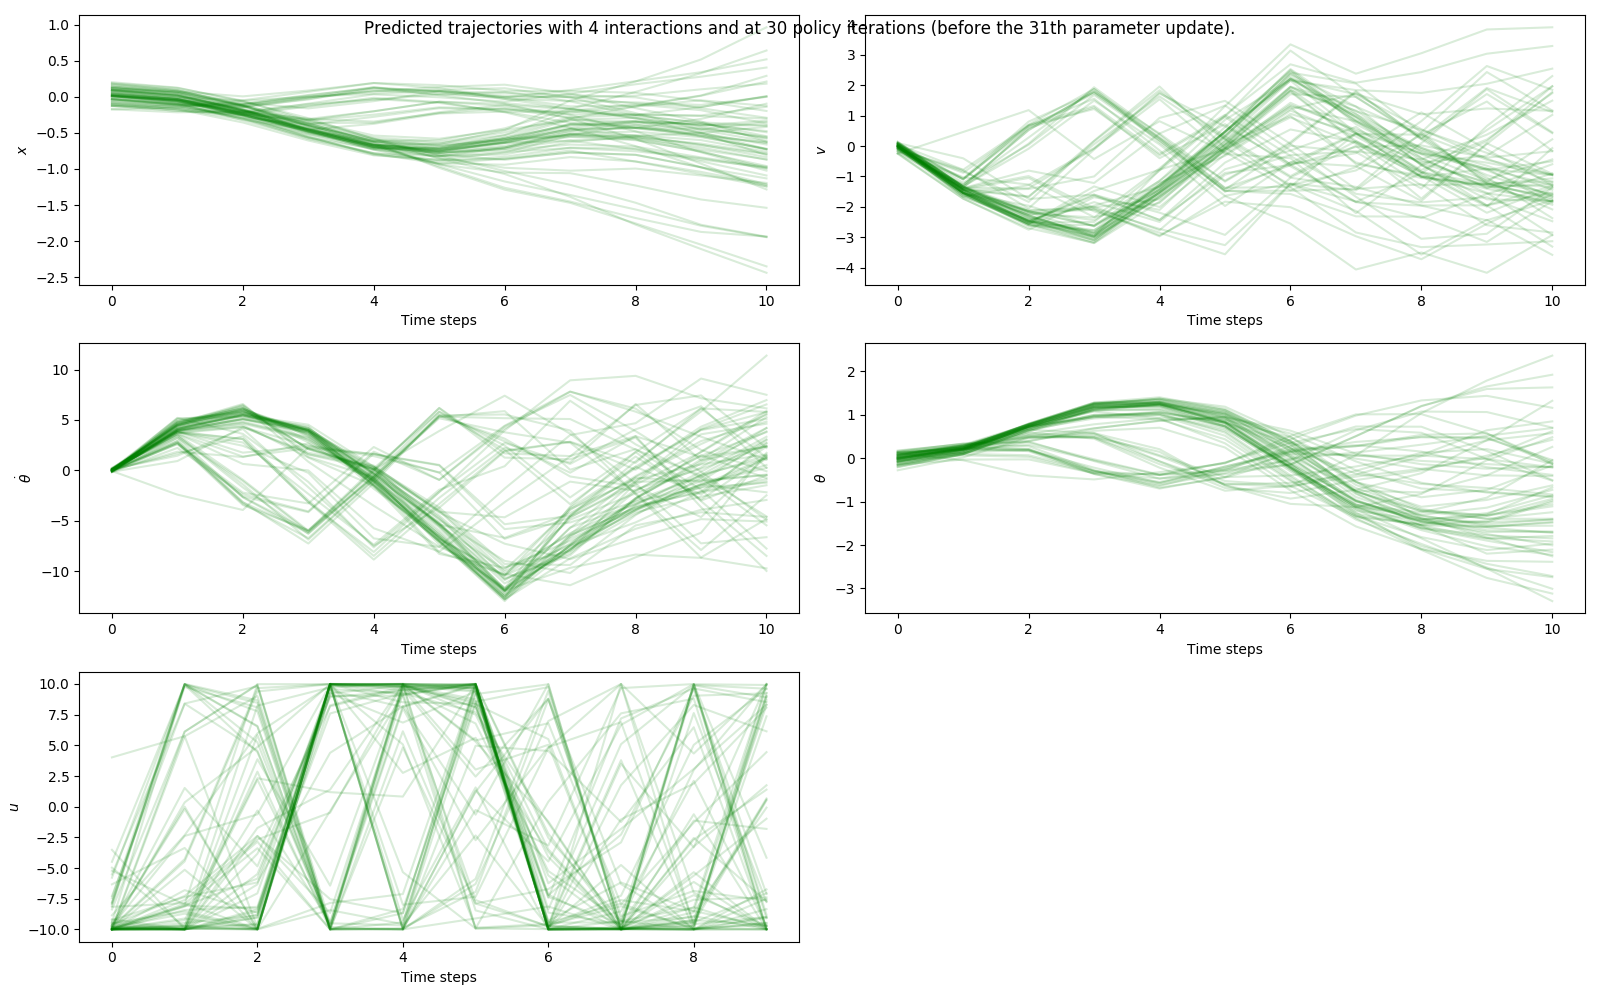 Predicted trajectories with 4 interactions and at 30 policy iterations (before the 31th parameter update).
1.0
0.5
0.0
−0.5
−1.0
−1.5
−2.0
−2.5
x
0 2 4 6 8 10
Time steps
4
3
2
1
0
−1
−2
−3
−4
v
0 2 4 6 8 10
Time steps
10
5
0
−5
−10
θ̇
0 2 4 6 8 10
Time steps
2
1
0
−1
−2
−3
θ
0 2 4 6 8 10
Time steps
10.0
7.5
5.0
2.5
0.0
−2.5
−5.0
−7.5
−10.0
u
0 2 4 6 8
Time steps